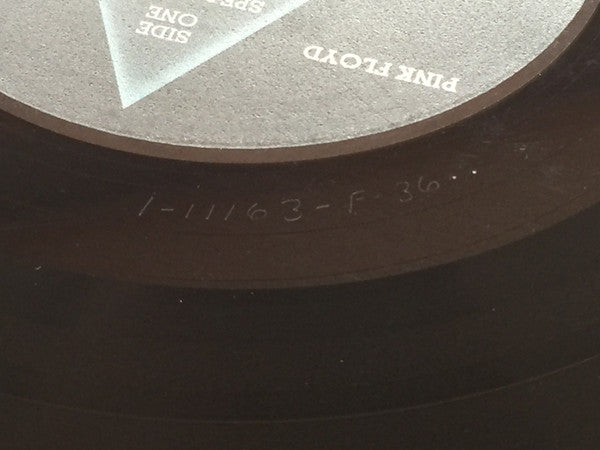 SIDE
ONE
PINK FLOYD
1-11163-F-36..